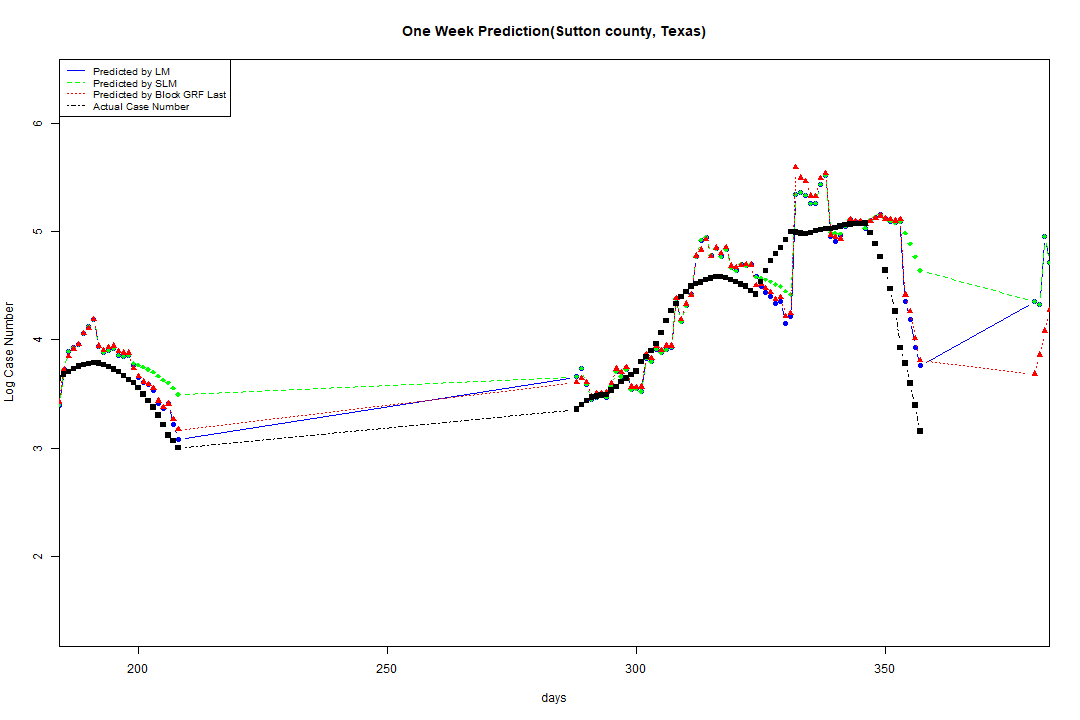 One Week Prediction(Sutton county, Texas)
Predicted by LM
Predicted by SLM
Predicted by Block GRF Last
Actual Case Number
Log Case Number
6
5
4
3
2
200
250
300
350
days